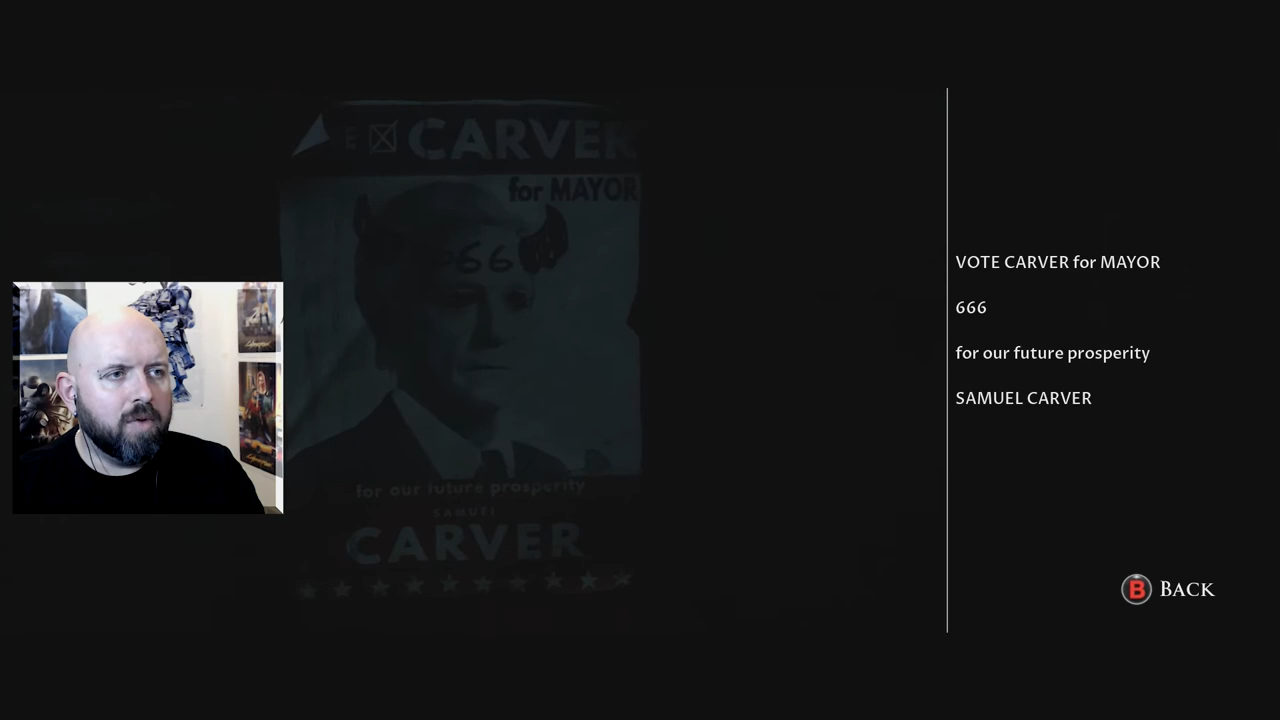 CARVER
for MAYOR
66
for our future prosperity
SAMUEL
CARVER
VOTE CARVER for MAYOR
666
for our future prosperity
SAMUEL CARVER
B BACK